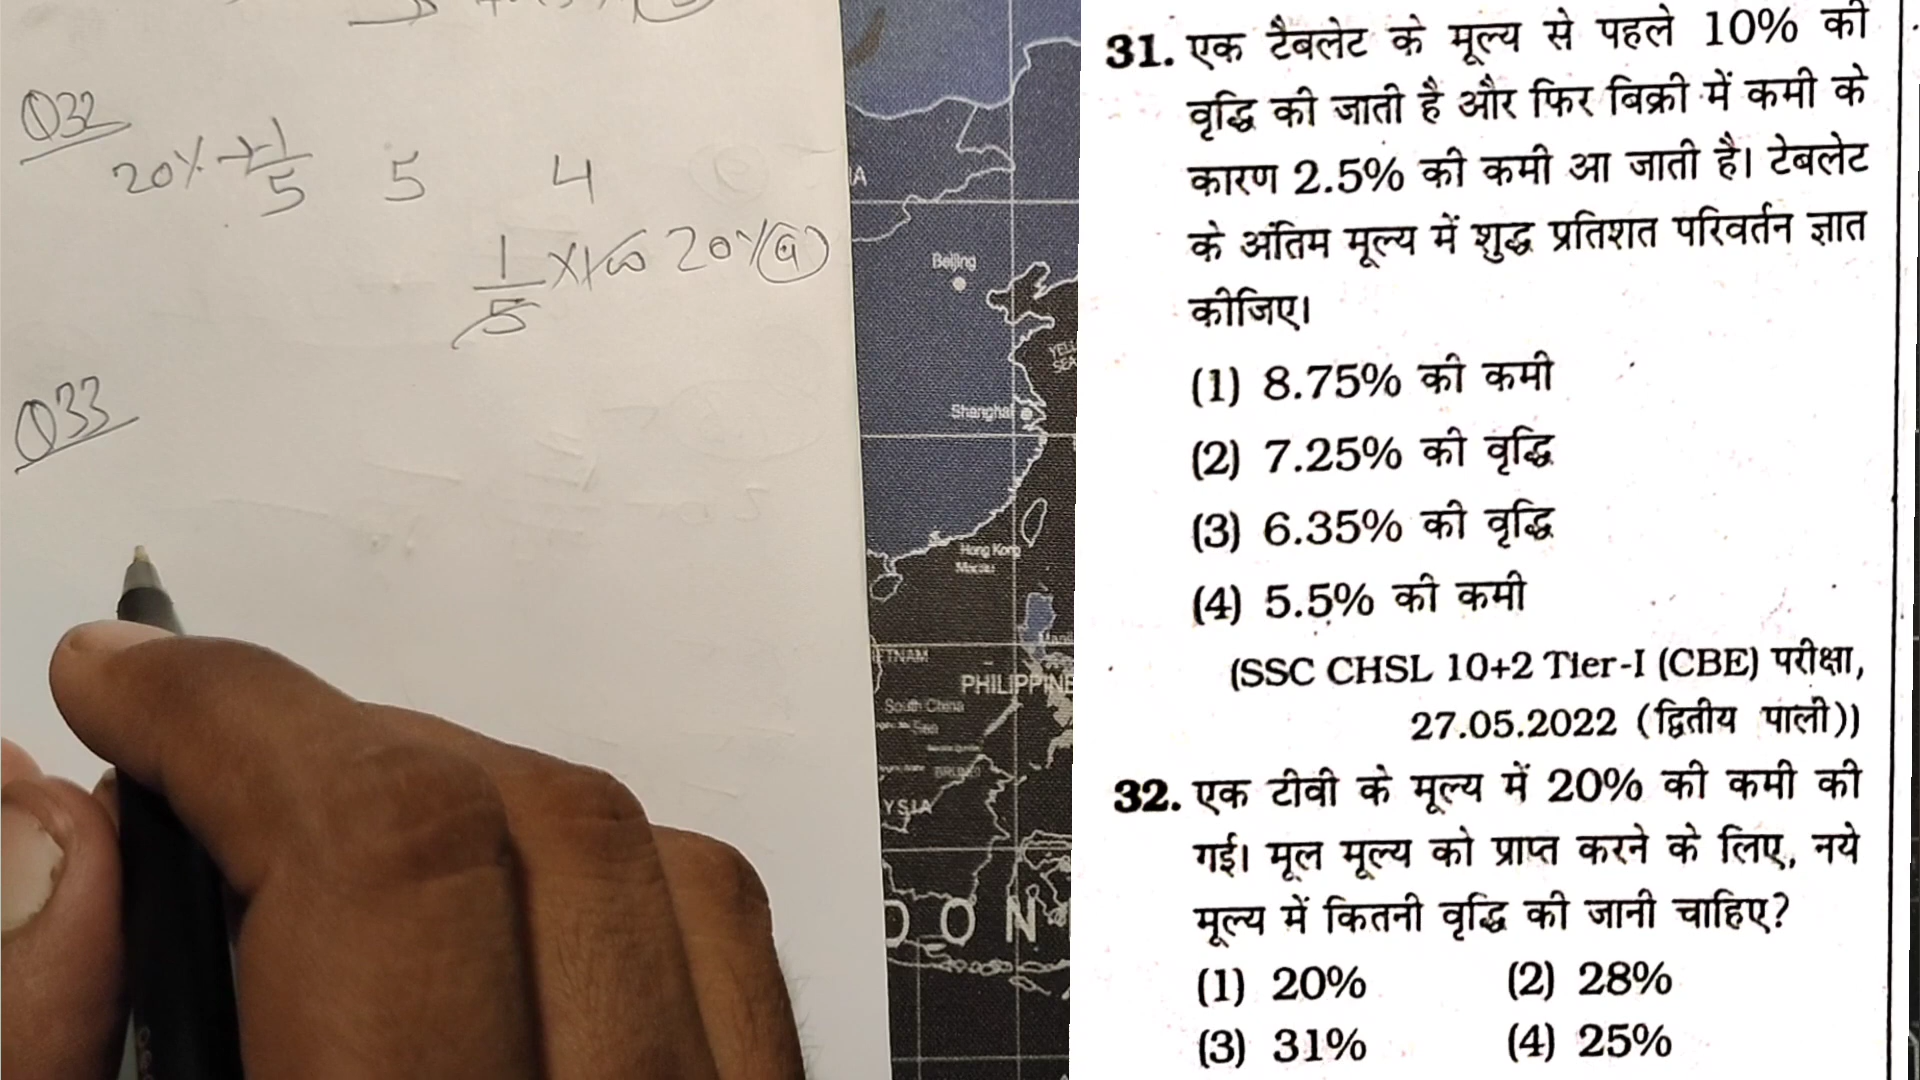 Q32
20% → 1/5 5 4
1/5 × 100 20% (a)
Q33
Beijing
Shanghai
Hong Kong
Macau
PHILIPPINE
South China
Sea
YSIA
O N
31. एक टैबलेट के मूल्य से पहले 10% की
वृद्धि की जाती है और फिर बिक्री में कमी के
कारण 2.5% की कमी आ जाती है। टेबलेट
के अंतिम मूल्य में शुद्ध प्रतिशत परिवर्तन ज्ञात
कीजिए।
(1) 8.75% की कमी
(2) 7.25% की वृद्धि
(3) 6.35% की वृद्धि
(4) 5.5% की कमी
(SSC CHSL 10+2 Tier-I (CBE) परीक्षा,
27.05.2022 (द्वितीय पाली))
32. एक टीवी के मूल्य में 20% की कमी की
गई। मूल मूल्य को प्राप्त करने के लिए, नये
मूल्य में कितनी वृद्धि की जानी चाहिए?
(1) 20% (2) 28%
(3) 31% (4) 25%